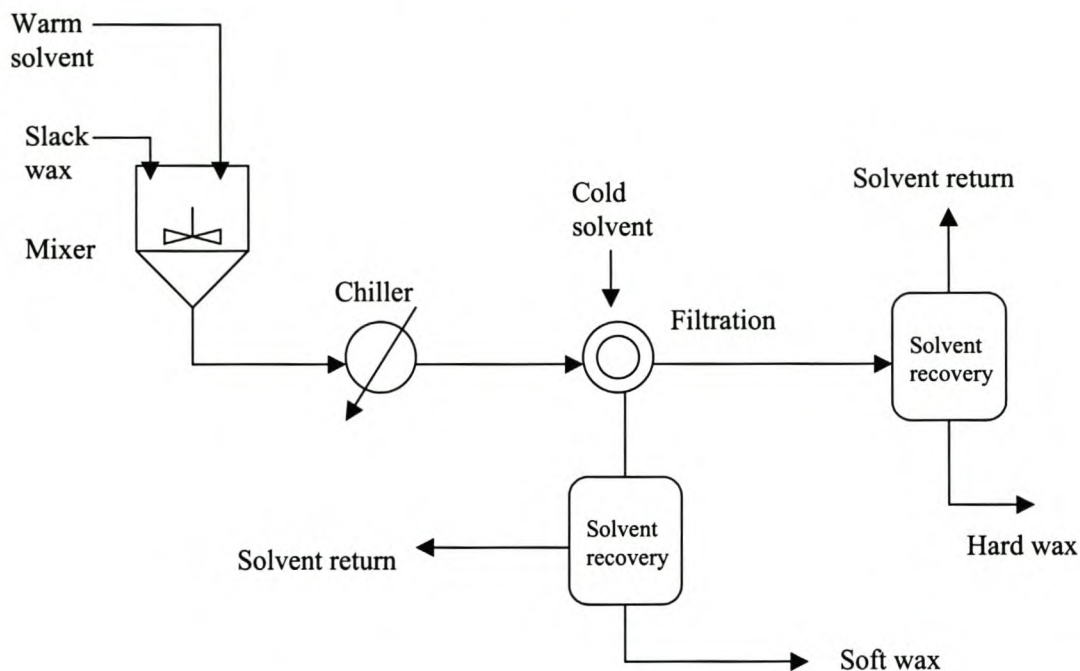 Warm
solvent
Slack
wax
Mixer
Chiller
Cold
solvent
Filtration
Solvent return
Solvent
recovery
Hard wax
Solvent
recovery
Solvent return
Soft wax